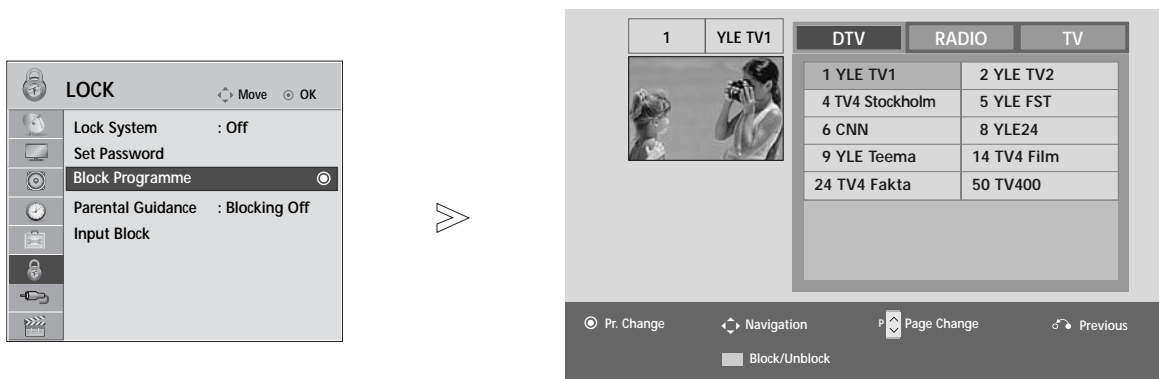 LOCK
Move OK
Lock System : Off
Set Password
Block Programme
Parental Guidance : Blocking Off
Input Block
1 YLE TV1
DTV RADIO TV
1 YLE TV1 2 YLE TV2
4 TV4 Stockholm 5 YLE FST
6 CNN 8 YLE24
9 YLE Teema 14 TV4 Film
24 TV4 Fakta 50 TV400
Pr. Change Navigation P Page Change Previous
Block/Unblock